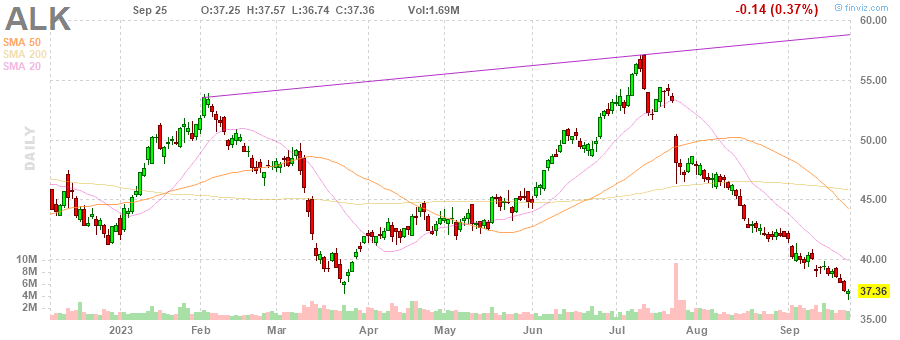 ALK
Sep 25 O:37.25 H:37.57 L:36.74 C:37.36 Vol:1.69M
-0.14 (0.37%)
© finviz.com
SMA 50
SMA 200
SMA 20
DAILY
60.00
55.00
50.00
45.00
40.00
37.36
35.00
10M
8M
6M
4M
2M
2023 Feb Mar Apr May Jun Jul Aug Sep